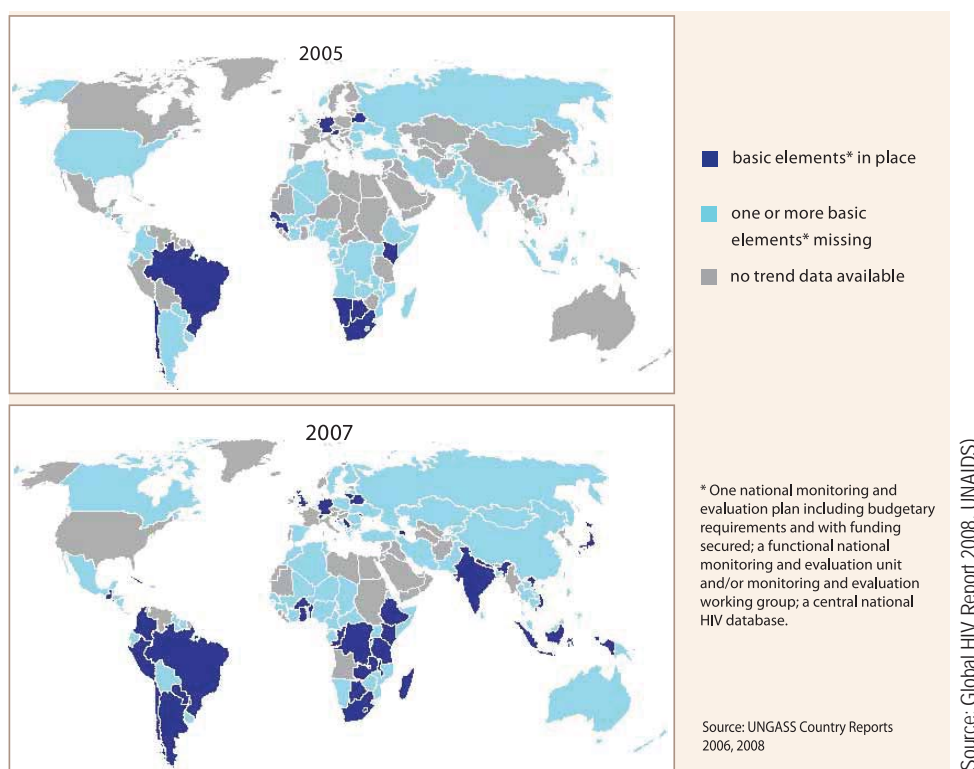 2005
basic elements* in place
one or more basic
elements* missing
no trend data available
2007
* One national monitoring and
evaluation plan including budgetary
requirements and with funding
secured; a functional national
monitoring and evaluation unit
and/or monitoring and evaluation
working group; a central national
HIV database.
Source: UNGASS Country Reports
2006, 2008
Source: Global HIV Report 2008, UNAIDS)